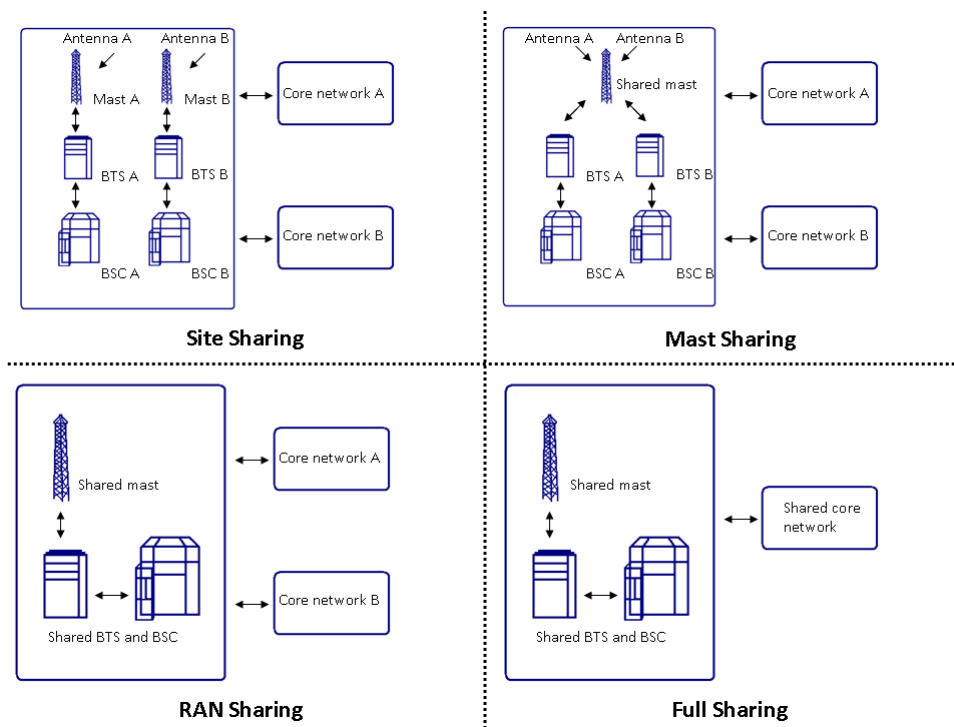 Antenna A
Antenna B
Mast A
Mast B
BTS A
BTS B
BSC A
BSC B
Core network A
Core network B
Site Sharing
Antenna A
Antenna B
Shared mast
BTS A
BTS B
BSC A
BSC B
Core network A
Core network B
Mast Sharing
Shared mast
Shared BTS and BSC
Core network A
Core network B
RAN Sharing
Shared mast
Shared BTS and BSC
Shared core
network
Full Sharing